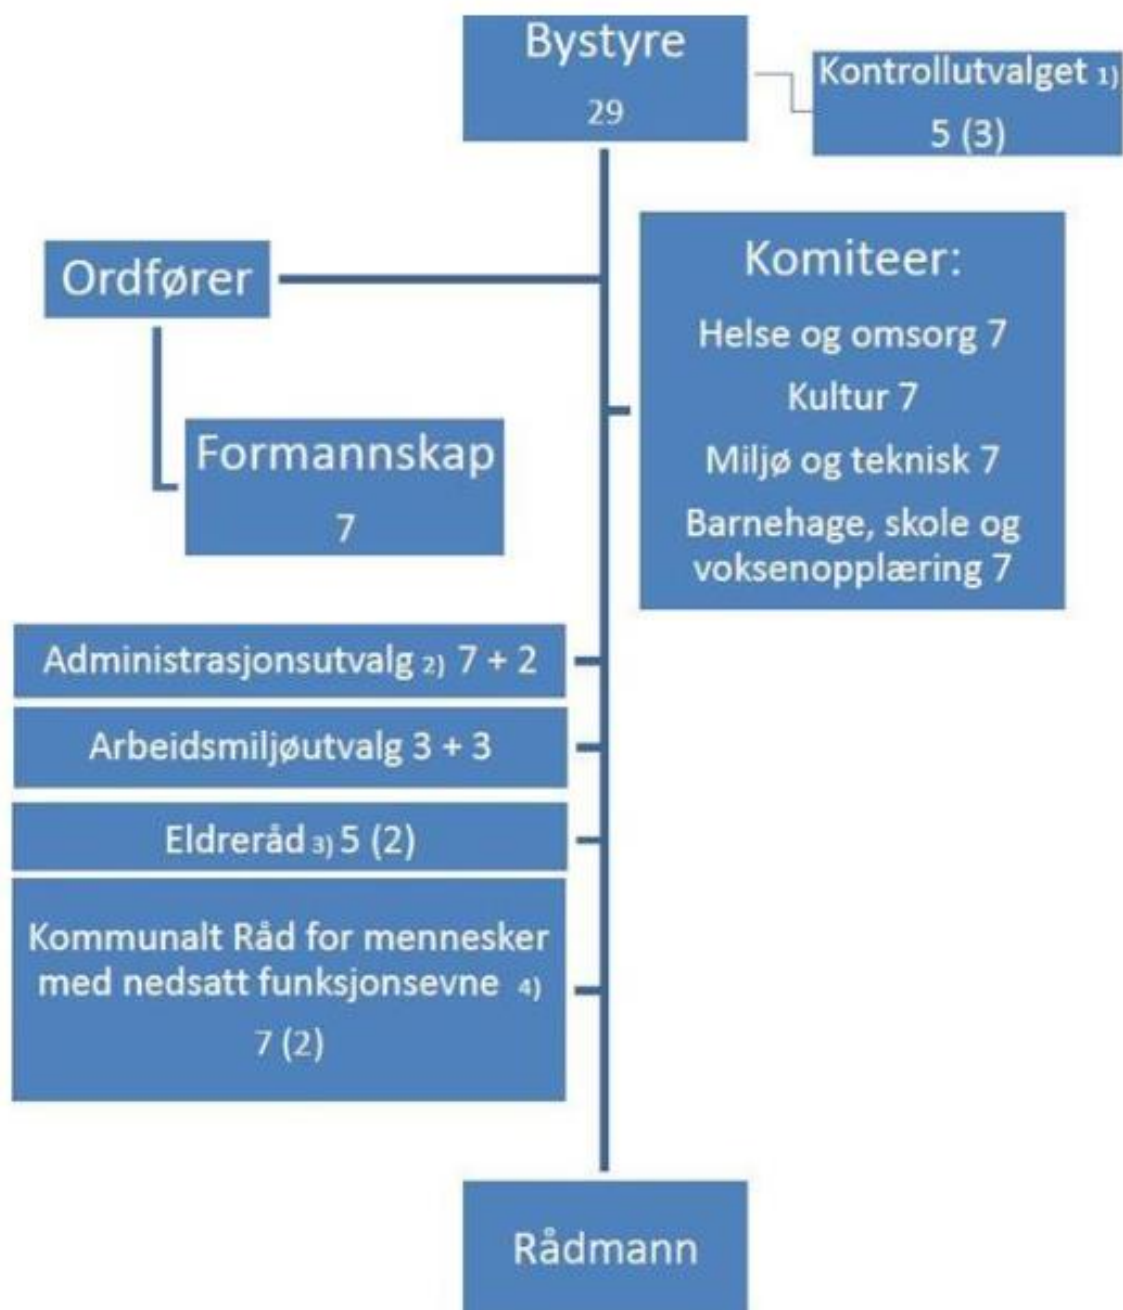 Bystyre
29
Kontrollutvalget 1)
5 (3)
Ordfører
Formannskap
7
Komiteer:
Helse og omsorg 7
Kultur 7
Miljø og teknisk 7
Barnehage, skole og
voksenopplæring 7
Administrasjonsutvalg 2) 7 + 2
Arbeidsmiljøutvalg 3 + 3
Eldreråd 3) 5 (2)
Kommunalt Råd for mennesker
med nedsatt funksjonsevne 4)
7 (2)
Rådmann